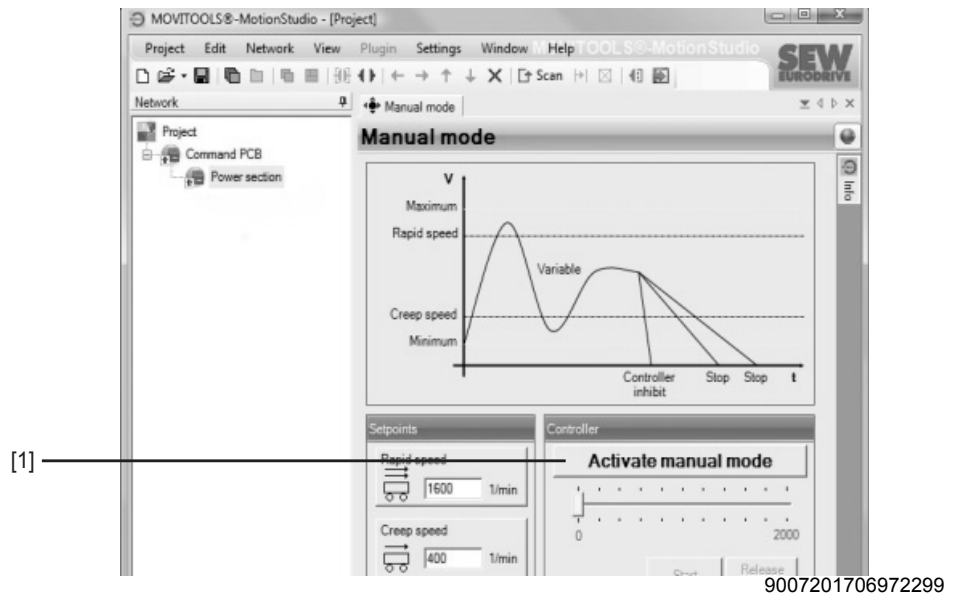 MOVITOOLS®-MotionStudio - [Project]
Project Edit Network View Plugin Settings Window Help
SEW
EURODRIVE
Scan
Network
Manual mode
Project
Command PCB
Power section
Manual mode
Info
V
Maximum
Rapid speed
Variable
Creep speed
Minimum
Controller inhibit Stop Stop t
Setpoints
Controller
[1]
Rapid speed
Activate manual mode
1600 1/min
0 2000
Creep speed
400 1/min
Start Release
9007201706972299